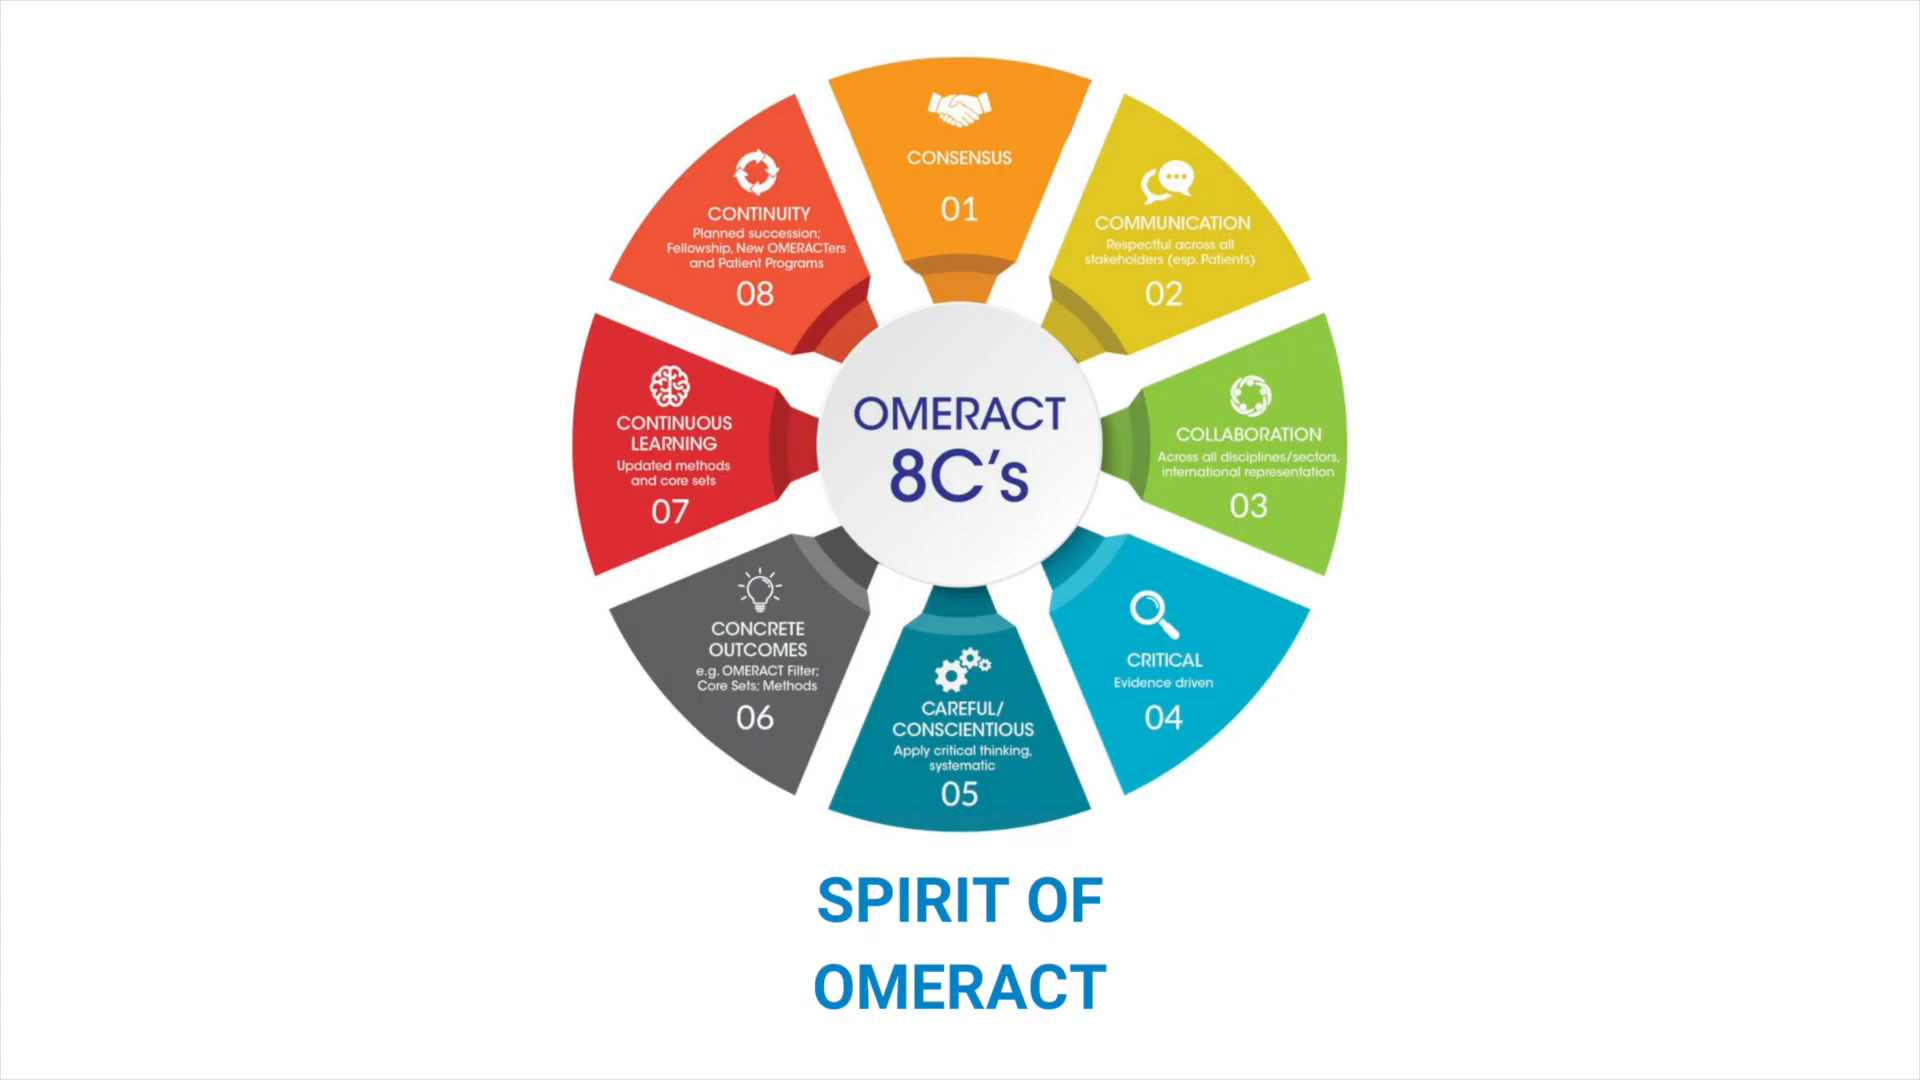 CONSENSUS
01
COMMUNICATION
Respectful across all
stakeholders (esp. Patients)
02
COLLABORATION
Across all disciplines/sectors,
international representation
03
CRITICAL
Evidence driven
04
CAREFUL/
CONSCIENTIOUS
Apply critical thinking,
systematic
05
CONCRETE
OUTCOMES
e.g. OMERACT Filter;
Core Sets; Methods
06
CONTINUOUS
LEARNING
Updated methods
and core sets
07
CONTINUITY
Planned succession;
Fellowship, New OMERACTers
and Patient Programs
08
OMERACT
8C's
SPIRIT OF
OMERACT